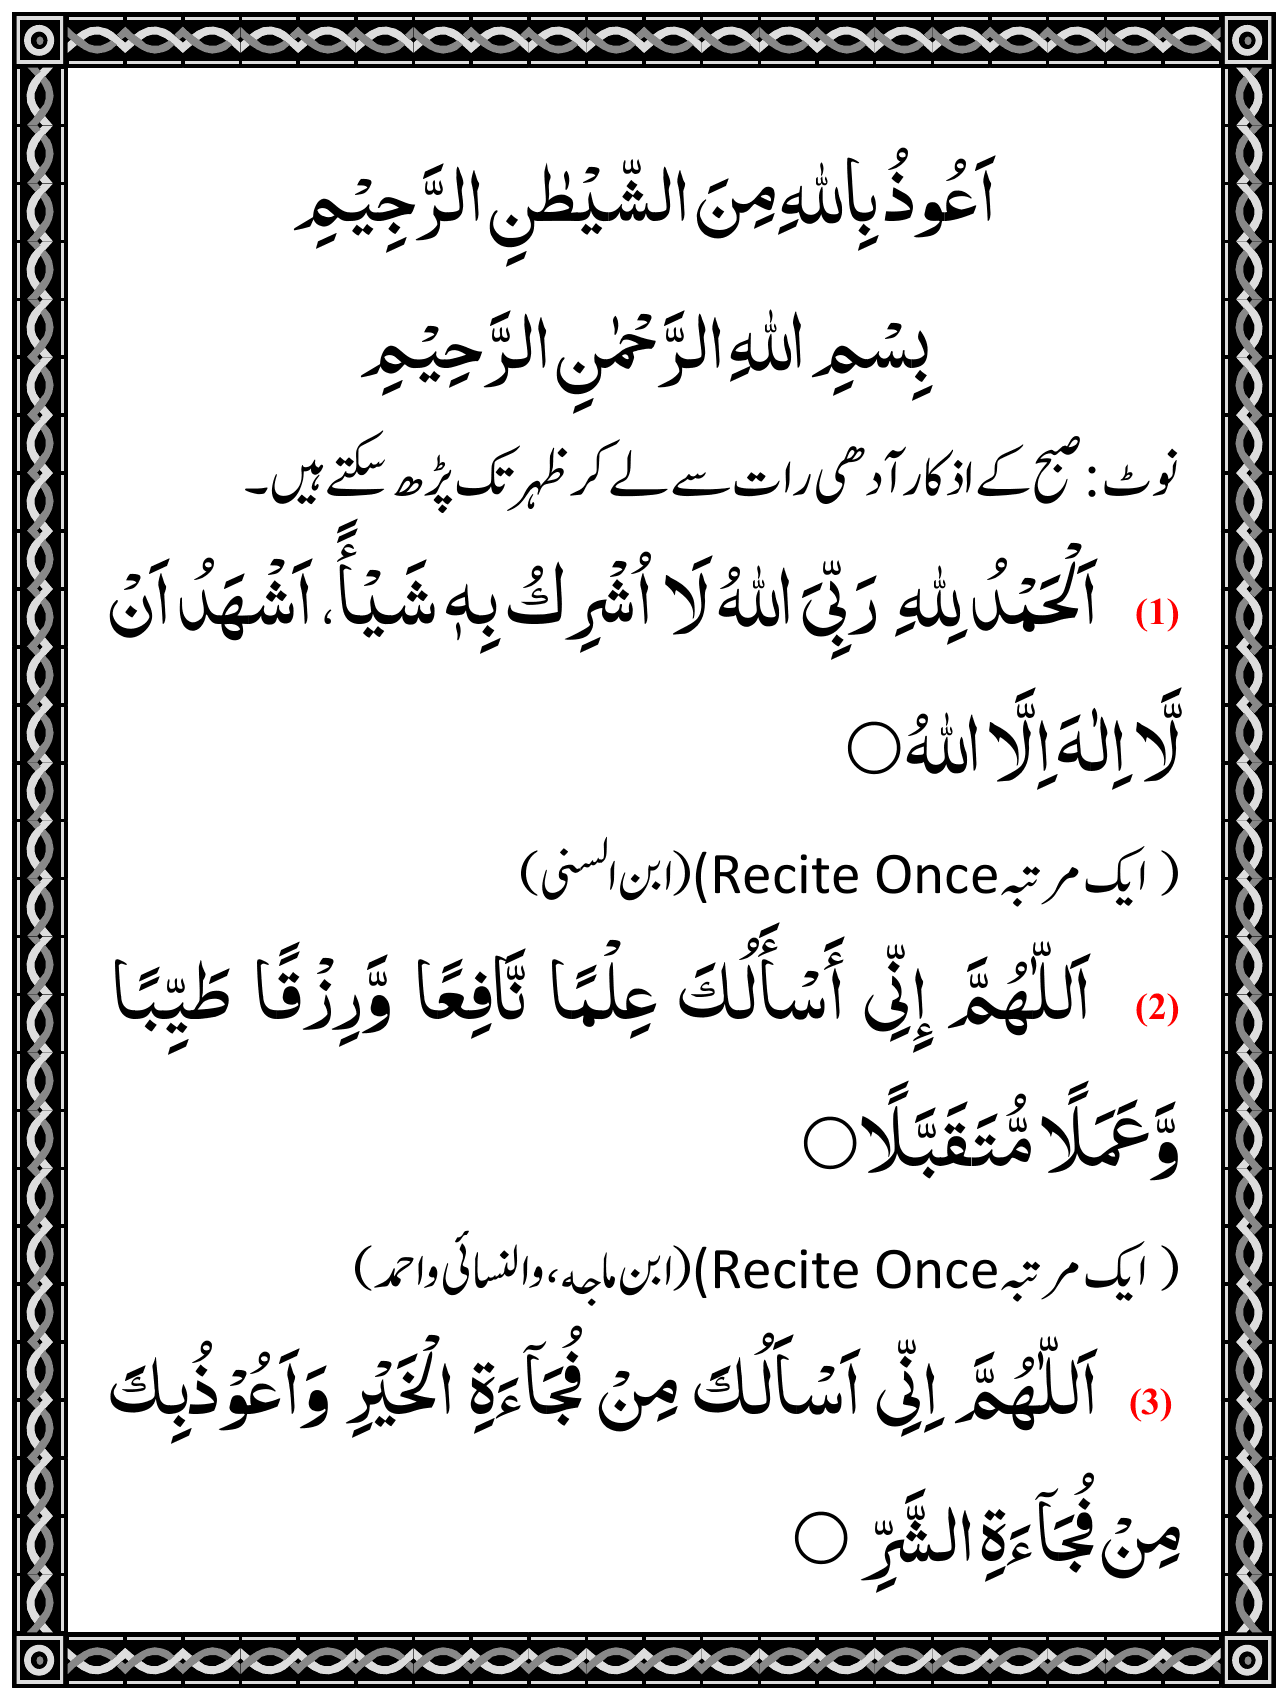 اَعُوذُ بِاللّٰهِ مِنَ الشَّيْطٰنِ الرَّجِيْمِ
بِسْمِ اللّٰهِ الرَّحْمٰنِ الرَّحِيْمِ
نوٹ: صبح کے اذکار آدھی رات سے لے کر ظہر تک پڑھ سکتے ہیں۔
(1) اَلْحَمْدُ لِلّٰهِ رَبِّیَ اللّٰهُ لَا اُشْرِكُ بِهٖ شَيْأًً، اَشْهَدُ اَنْ
لَّا اِلٰهَ اِلَّا اللّٰهُ○
( ایک مرتبہ Recite Once)(ابن السنی)
(2) اَللّٰهُمَّ إِنِّی أَسْأَلُكَ عِلْمًا نَّافِعًا وَّرِزْقًا طَيِّبًا
وَّعَمَلًا مُّتَقَبَّلًا○
( ایک مرتبہ Recite Once)(ابن ماجہ، والنسائی واحمد)
(3) اَللّٰهُمَّ اِنِّی اَسْاَلُكَ مِنْ فُجَآءَةِ الْخَيْرِ وَاَعُوْذُبِكَ
مِنْ فُجَآءَةِ الشَّرِّ ○